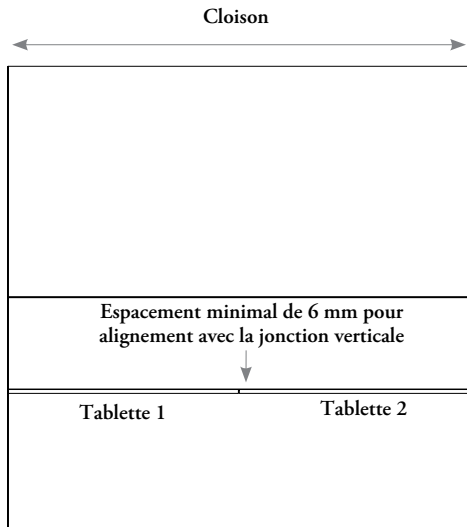 Cloison
Espacement minimal de 6 mm pour
alignement avec la jonction verticale
Tablette 1
Tablette 2